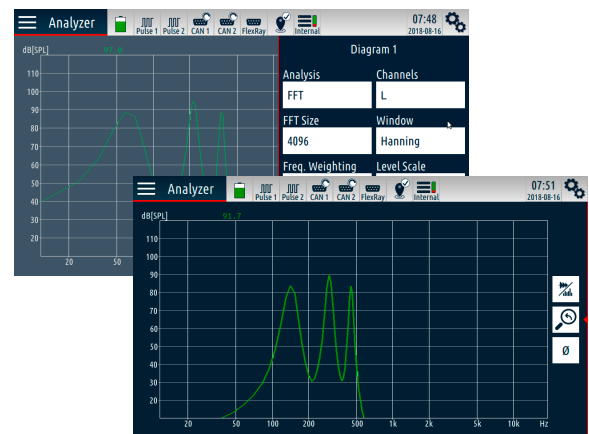 Analyzer
Pulse 1 Pulse 2 CAN 1 CAN 2 FlexRay Internal
07:48
2018-08-16
dB[SPL] 97.0
110
100
90
80
70
60
50
40
30
20
20 50
Diagram 1
Analysis Channels
FFT L
FFT Size Window
4096 Hanning
Freq. Weighting Level Scale
Analyzer
Pulse 1 Pulse 2 CAN 1 CAN 2 FlexRay Internal
07:51
2018-08-16
dB[SPL] 91.7
110
100
90
80
70
60
50
40
30
20
20 50 100 200 500 1k 2k 5k 10k Hz
Ø